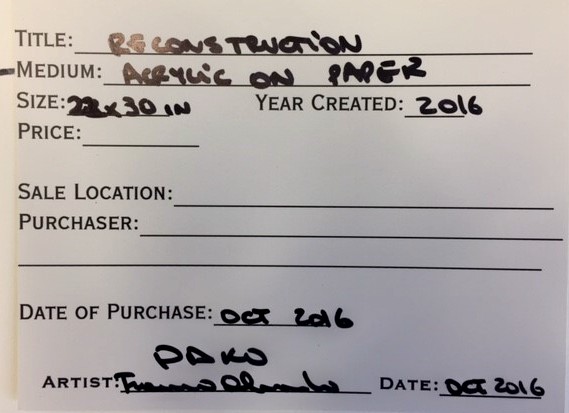 TITLE: RECONSTRUCTION
MEDIUM: ACRYLIC ON PAPER
SIZE: 22x30 IN YEAR CREATED: 2016
PRICE:
SALE LOCATION:
PURCHASER:
DATE OF PURCHASE: OCT 2016
PAKO
ARTIST: DATE: OCT 2016